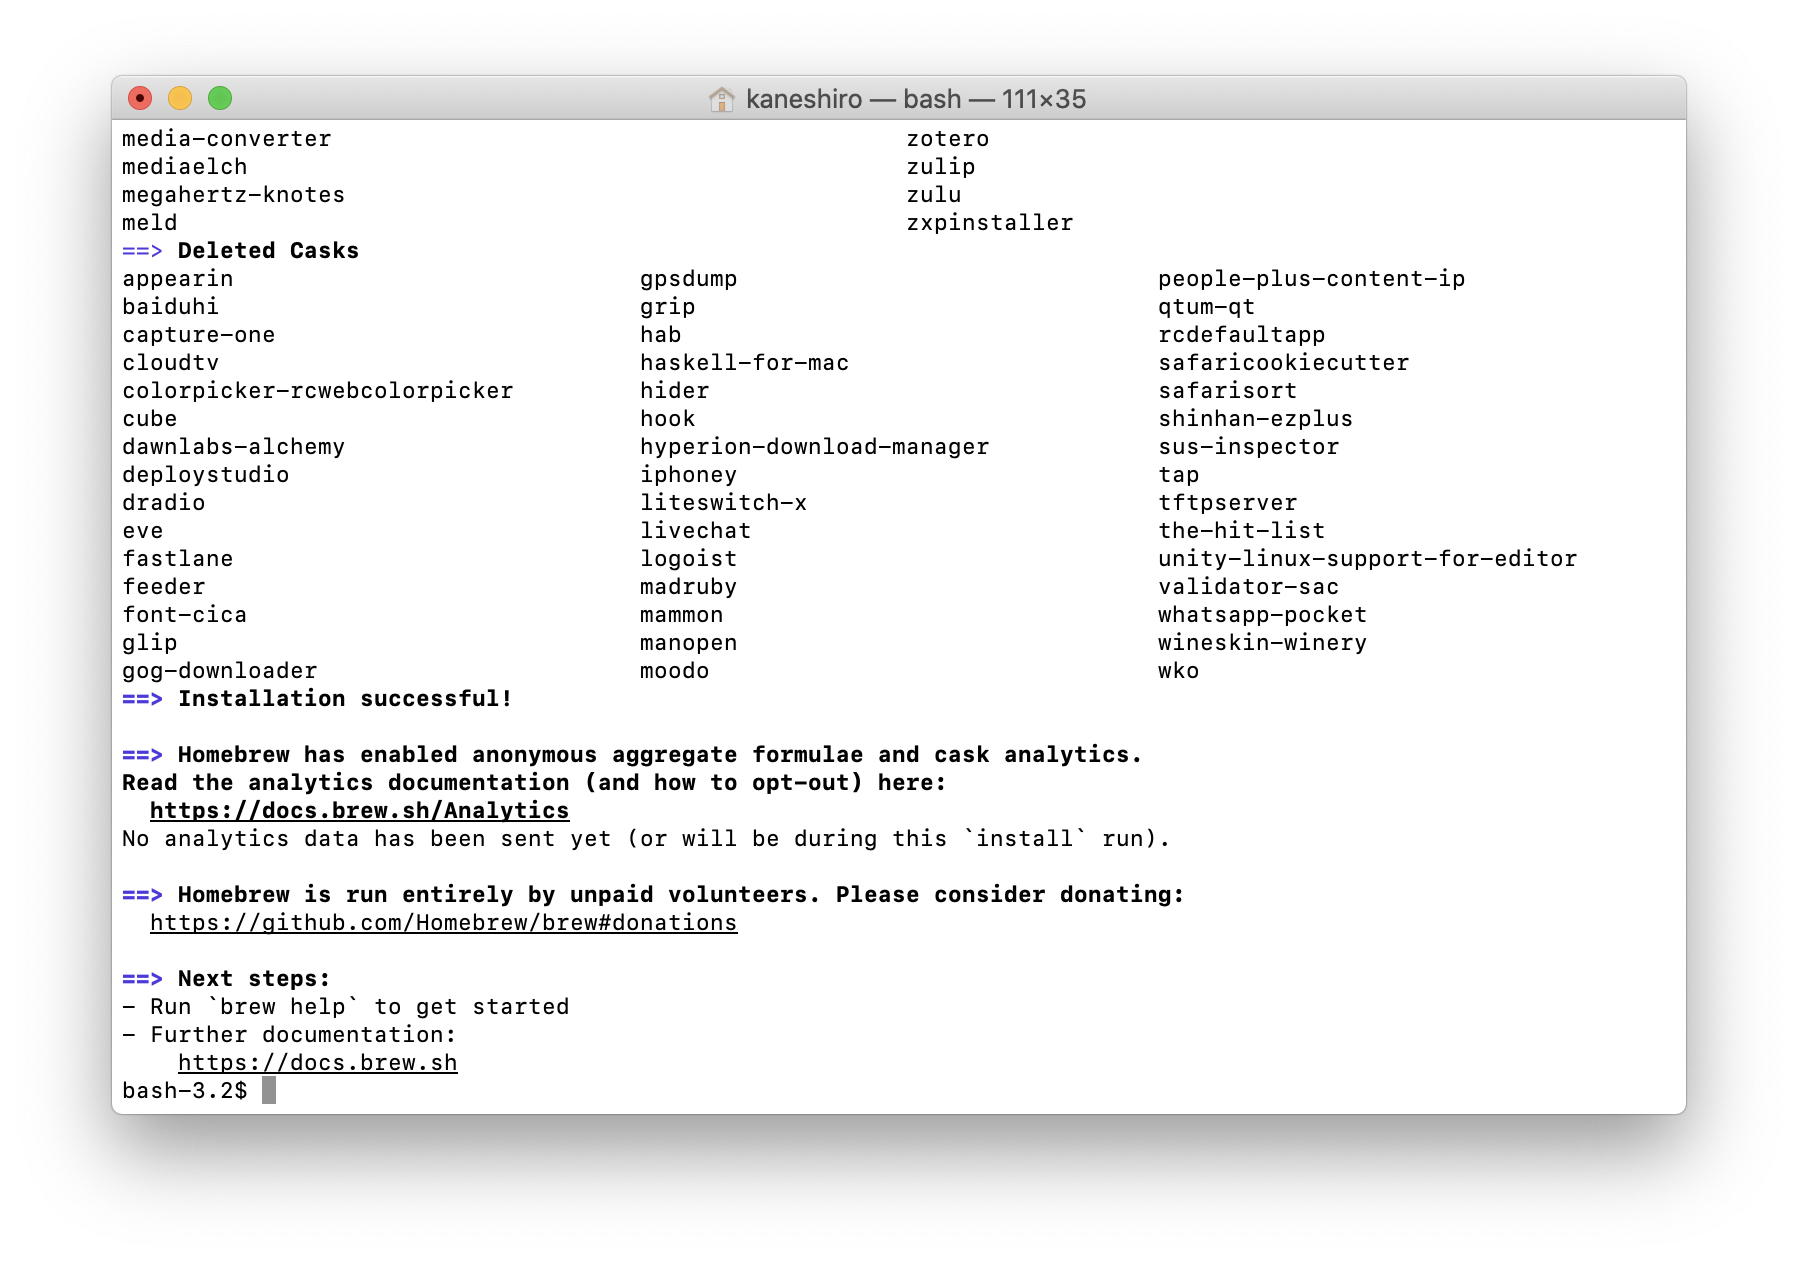 kaneshiro — bash — 111×35
media-converter zotero
mediaelch zulip
megahertz-knotes zulu
meld zxpinstaller
==> Deleted Casks
appearin gpsdump people-plus-content-ip
baiduhi grip qtum-qt
capture-one hab rcdefaultapp
cloudtv haskell-for-mac safaricookiecutter
colorpicker-rcwebcolorpicker hider safarisort
cube hook shinhan-ezplus
dawnlabs-alchemy hyperion-download-manager sus-inspector
deploystudio iphoney tap
dradio liteswitch-x tftpserver
eve livechat the-hit-list
fastlane logoist unity-linux-support-for-editor
feeder madruby validator-sac
font-cica mammon whatsapp-pocket
glip manopen wineskin-winery
gog-downloader moodo wko
==> Installation successful!
==> Homebrew has enabled anonymous aggregate formulae and cask analytics.
Read the analytics documentation (and how to opt-out) here:
https://docs.brew.sh/Analytics
No analytics data has been sent yet (or will be during this `install` run).
==> Homebrew is run entirely by unpaid volunteers. Please consider donating:
https://github.com/Homebrew/brew#donations
==> Next steps:
- Run `brew help` to get started
- Further documentation:
https://docs.brew.sh
bash-3.2$